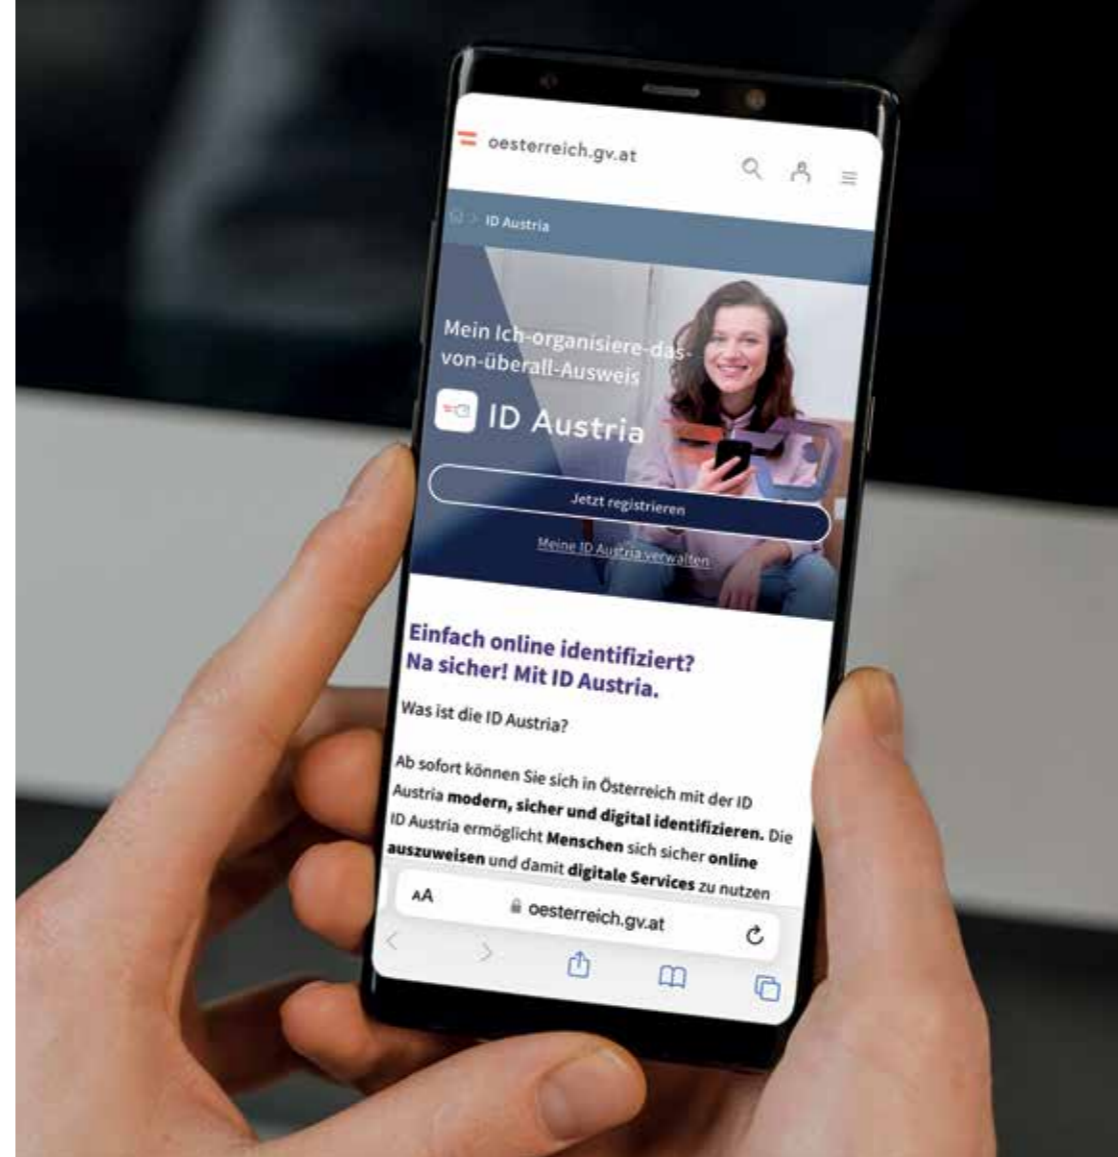 oesterreich.gv.at
ID Austria
Mein Ich-organisiere-das-
von-überall-Ausweis
ID Austria
Jetzt registrieren
Meine ID Austria verwalten
Einfach online identifiziert?
Na sicher! Mit ID Austria.
Was ist die ID Austria?
Ab sofort können Sie sich in Österreich mit der ID
Austria modern, sicher und digital identifizieren. Die
ID Austria ermöglicht Menschen sich sicher online
auszuweisen und damit digitale Services zu nutzen
AA
oesterreich.gv.at